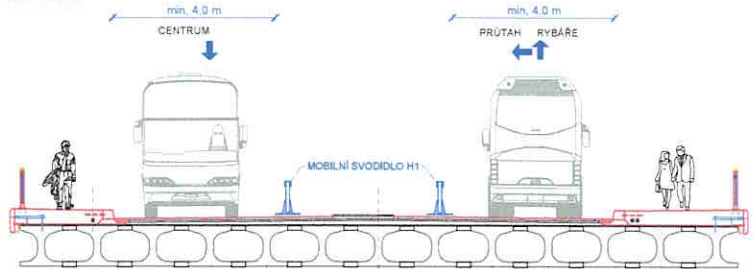 min. 4,0 m
min. 4.0 m
CENTRUM
PRŮTAH RYBÁŘE
MOBILNÍ SVODIDLO H1